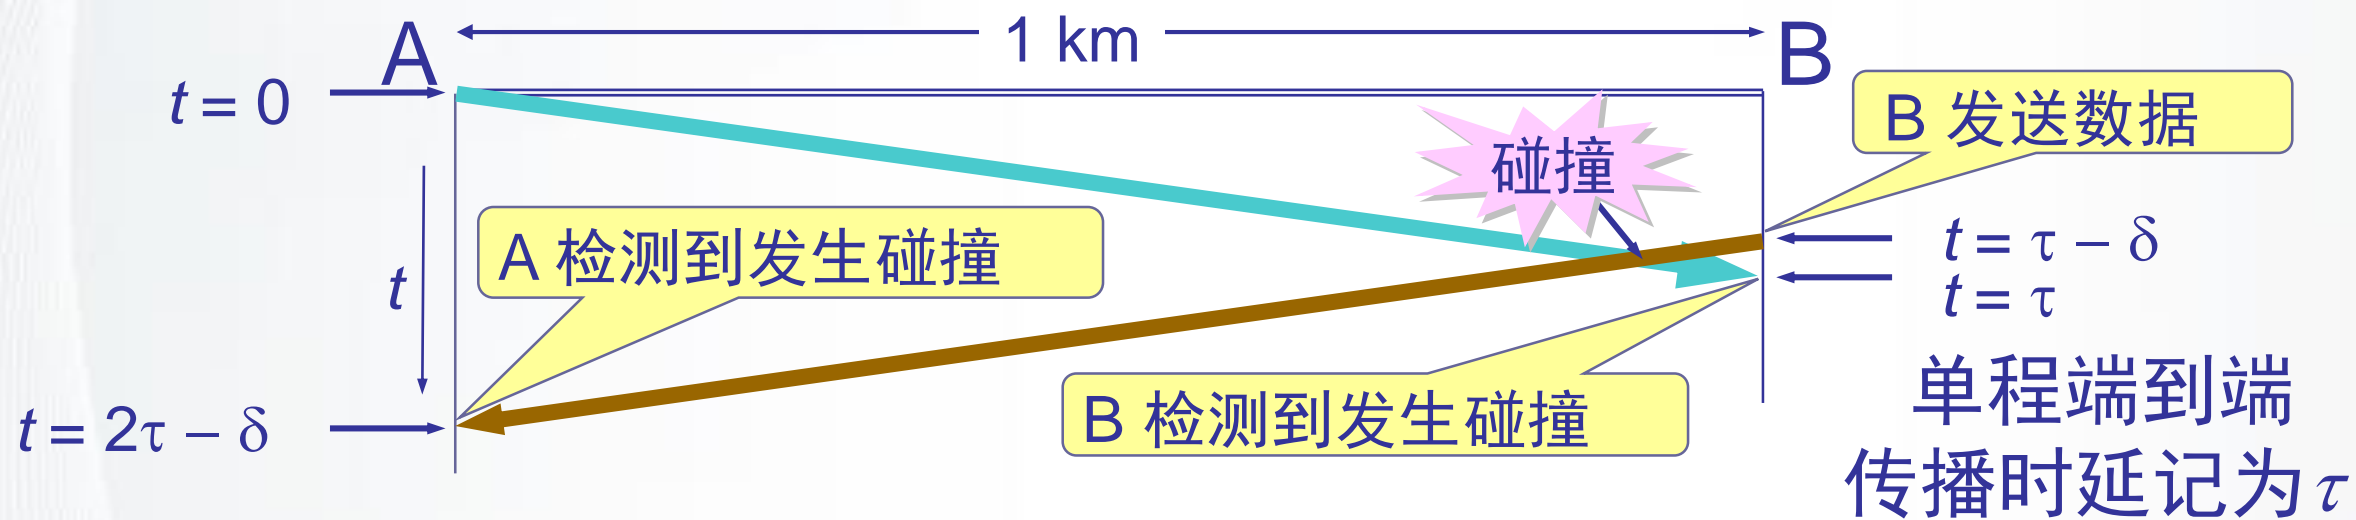 A
1 km
B
t = 0
B 发送数据
碰撞
A 检测到发生碰撞
t = τ – δ
t
t = τ
单程端到端
传播时延记为 τ
B 检测到发生碰撞
t = 2τ – δ